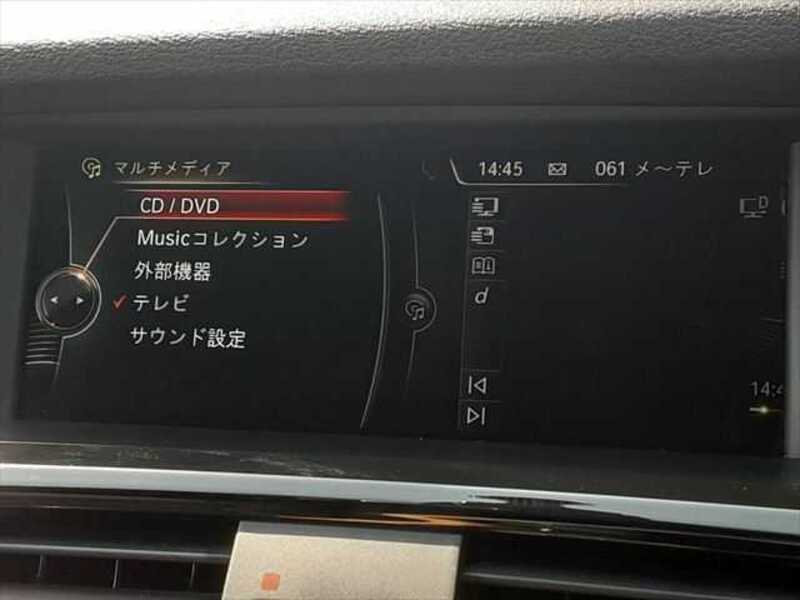 マルチメディア
CD / DVD
Musicコレクション
外部機器
テレビ
サウンド設定
14:45 061 メ〜テレ
D
d